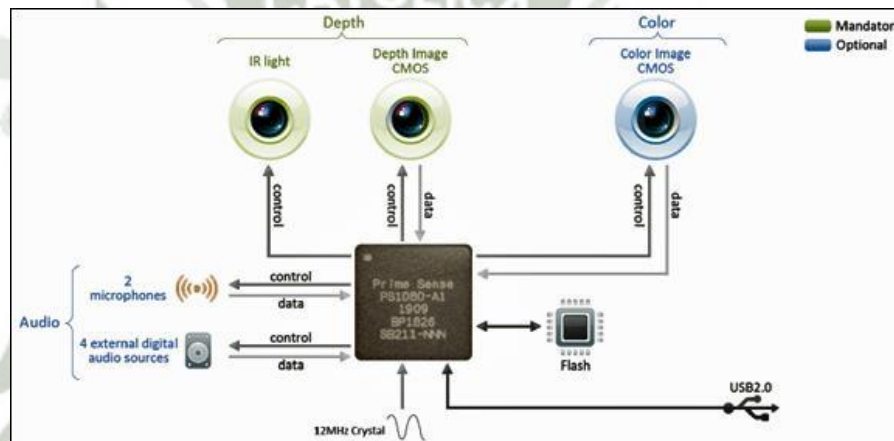 Depth
Color
Mandator
Optional
IR light
Depth Image
CMOS
Color Image
CMOS
control
control
data
control
data
Audio
2
microphones
control
data
4 external digital
audio sources
control
data
Prime Sense
PS1080-A1
1909
BP1826
SB211-NNN
Flash
USB2.0
12MHz Crystal